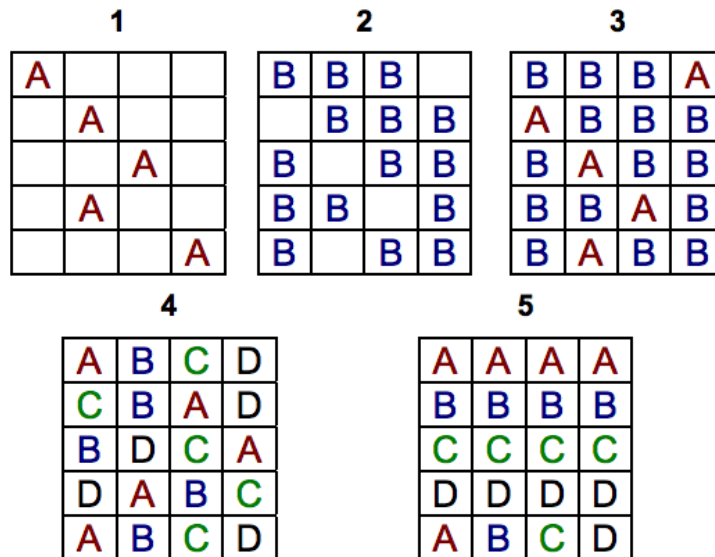 1 2 3
A B B B B B B A
A B B B A B B B
A B B B B A B B
A B B B B B A B
A B B B B A B B
4 5
A B C D A A A A
C B A D B B B B
B D C A C C C C
D A B C D D D D
A B C D A B C D